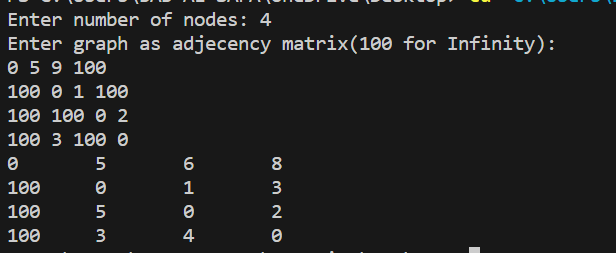 Enter number of nodes: 4
Enter graph as adjecency matrix(100 for Infinity):
0 5 9 100
100 0 1 100
100 100 0 2
100 3 100 0
0 5 6 8
100 0 1 3
100 5 0 2
100 3 4 0